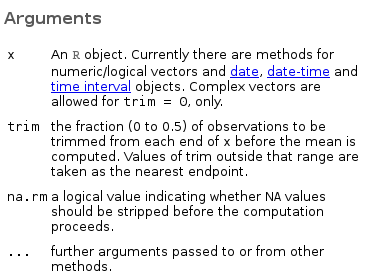 Arguments
x An R object. Currently there are methods for
numeric/logical vectors and date, date-time and
time interval objects. Complex vectors are
allowed for trim = 0, only.
trim the fraction (0 to 0.5) of observations to be
trimmed from each end of x before the mean is
computed. Values of trim outside that range are
taken as the nearest endpoint.
na.rm a logical value indicating whether NA values
should be stripped before the computation
proceeds.
... further arguments passed to or from other
methods.